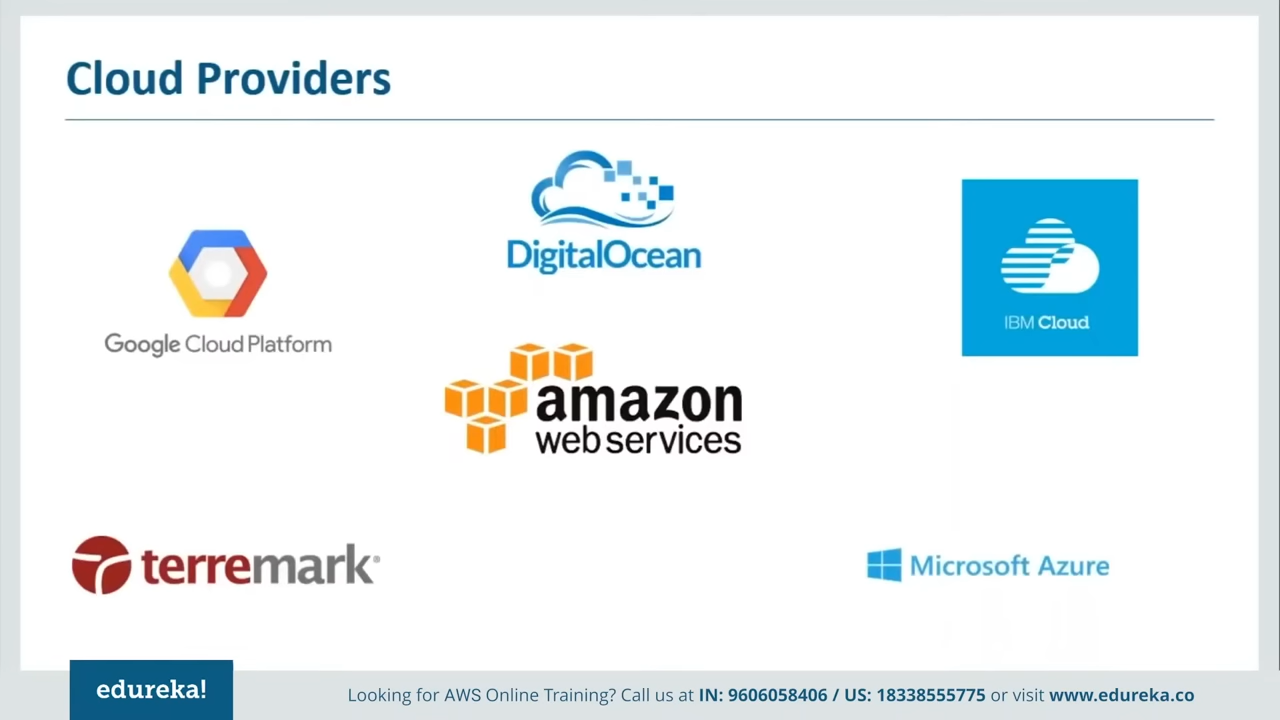 Cloud Providers
DigitalOcean
Google Cloud Platform
IBM Cloud
amazon
web services
terremark®
Microsoft Azure
edureka!
Looking for AWS Online Training? Call us at IN: 9606058406 / US: 18338555775 or visit www.edureka.co